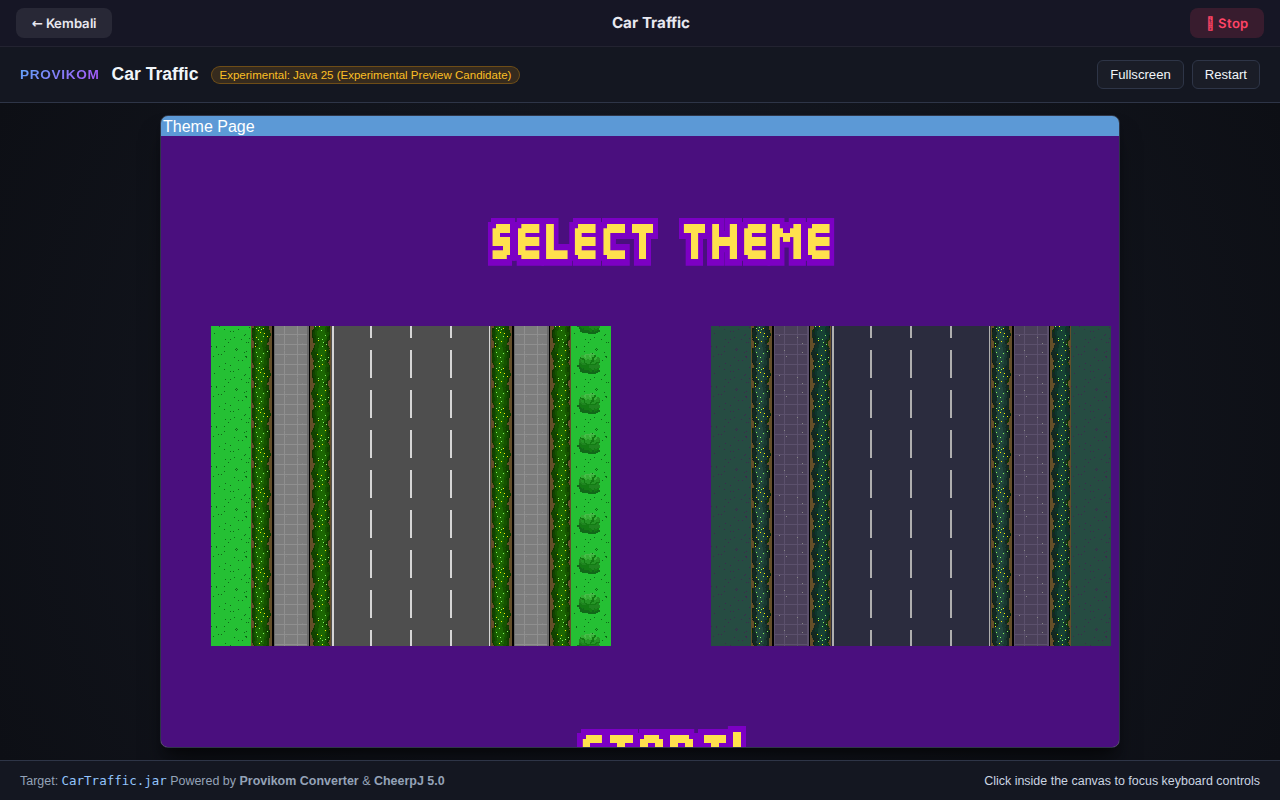 ← Kembali
Car Traffic
Stop
PROVIKOM
Car Traffic
Experimental: Java 25 (Experimental Preview Candidate)
Fullscreen
Restart
Theme Page
SELECT THEME
START!
Target: CarTraffic.jar Powered by Provikom Converter & CheerpJ 5.0
Click inside the canvas to focus keyboard controls